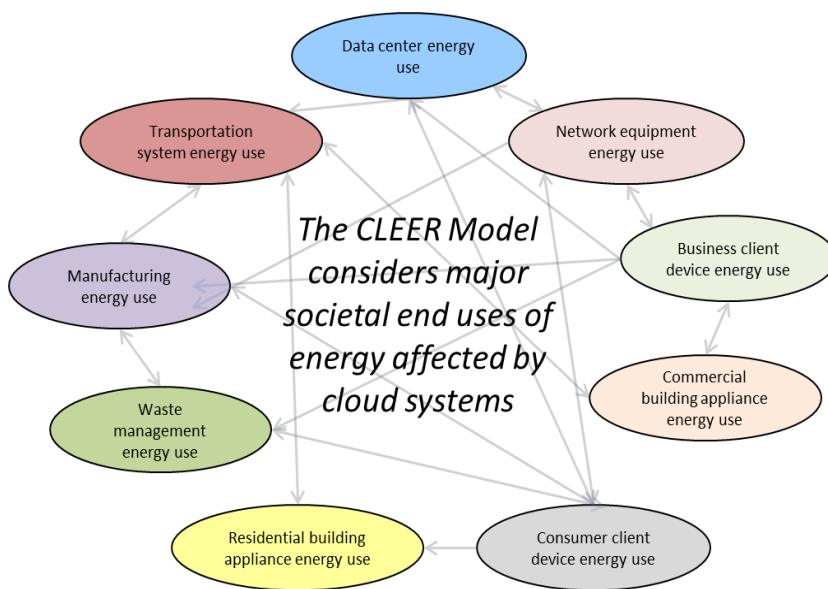 Data center energy
use
Transportation
system energy use
Network equipment
energy use
The CLEER Model
considers major
societal end uses of
energy affected by
cloud systems
Manufacturing
energy use
Business client
device energy use
Waste
management
energy use
Commercial
building appliance
energy use
Residential building
appliance energy use
Consumer client
device energy use